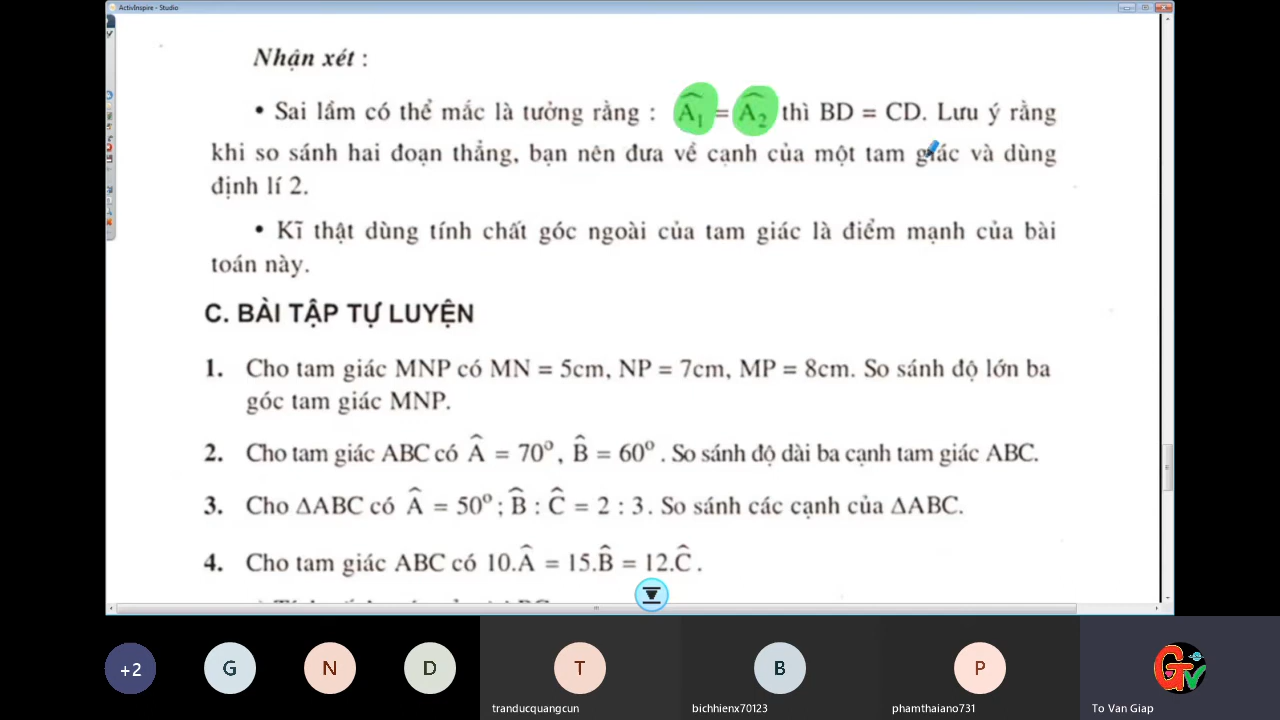 ActivInspire - Studio
Nhận xét :
• Sai lầm có thể mắc là tưởng rằng : A₁ = A₂ thì BD = CD. Lưu ý rằng
khi so sánh hai đoạn thẳng, bạn nên đưa về cạnh của một tam giác và dùng
định lí 2.
• Kĩ thật dùng tính chất góc ngoài của tam giác là điểm mạnh của bài
toán này.
C. BÀI TẬP TỰ LUYỆN
1. Cho tam giác MNP có MN = 5cm, NP = 7cm, MP = 8cm. So sánh độ lớn ba
góc tam giác MNP.
2. Cho tam giác ABC có Â = 70°, B̂ = 60°. So sánh độ dài ba cạnh tam giác ABC.
3. Cho ΔABC có Â = 50°; B̂ : Ĉ = 2 : 3. So sánh các cạnh của ΔABC.
4. Cho tam giác ABC có 10.Â = 15.B̂ = 12.Ĉ.
+2
G
N
D
T
B
P
GV
tranducquangcun
bichhienx70123
phamthaiano731
To Van Giap